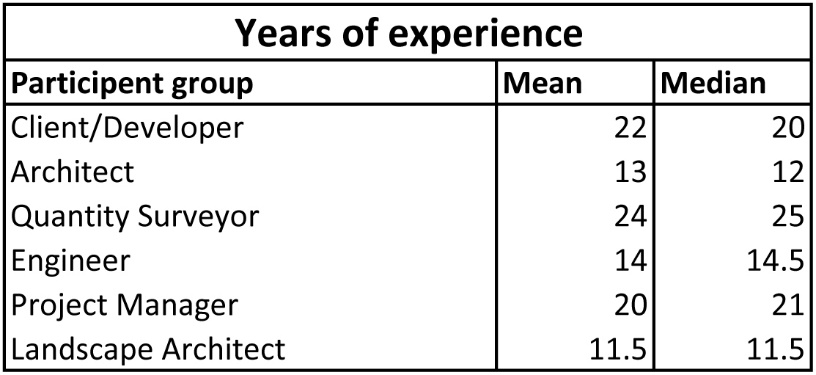 Years of experience
Participent group Mean Median
Client/Developer 22 20
Architect 13 12
Quantity Surveyor 24 25
Engineer 14 14.5
Project Manager 20 21
Landscape Architect 11.5 11.5